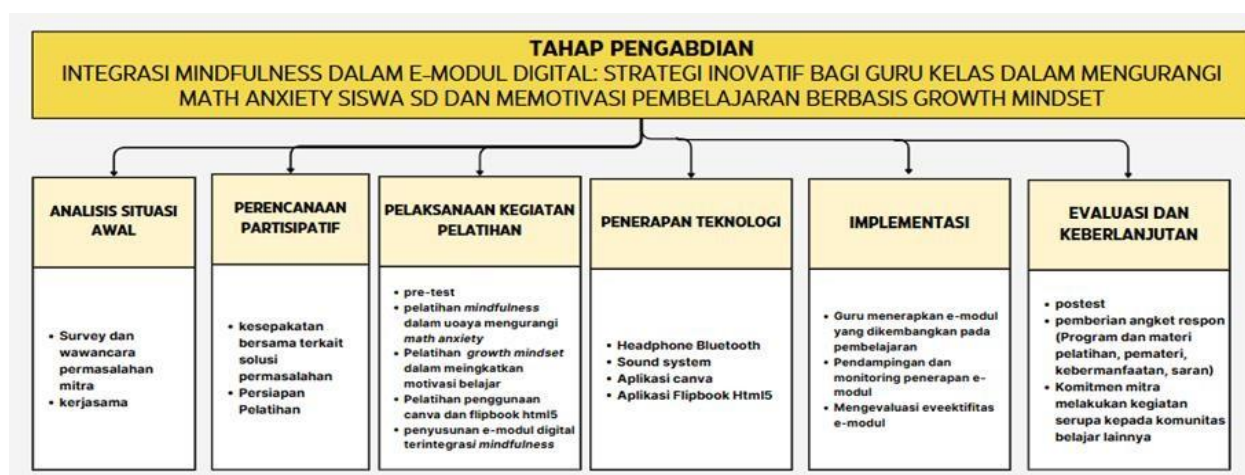 TAHAP PENGABDIAN
INTEGRASI MINDFULNESS DALAM E-MODUL DIGITAL: STRATEGI INOVATIF BAGI GURU KELAS DALAM MENGURANGI
MATH ANXIETY SISWA SD DAN MEMOTIVASI PEMBELAJARAN BERBASIS GROWTH MINDSET
ANALISIS SITUASI
AWAL
• Survey dan
wawancara
permasalahan
mitra
• kerjasama
PERENCANAAN
PARTISIPATIF
• kesepakatan
bersama terkait
solusi
permasalahan
• Persiapan
Pelatihan
PELAKSANAAN KEGIATAN
PELATIHAN
• pre-test
• pelatihan mindfulness
dalam uoaya mengurangi
math anxiety
• Pelatihan growth mindset
dalam meingkatkan
motivasi belajar
• Pelatihan penggunaan
canva dan flipbook html5
• penyusunan e-modul digital
terintegrasi mindfulness
PENERAPAN TEKNOLOGI
• Headphone Bluetooth
• Sound system
• Aplikasi canva
• Aplikasi Flipbook Html5
IMPLEMENTASI
• Guru menerapkan e-modul
yang dikembangkan pada
pembelajaran
• Pendampingan dan
monitoring penerapan e-
modul
• Mengevaluasi eveektifitas
e-modul
EVALUASI DAN
KEBERLANJUTAN
• postest
• pemberian angket respon
(Program dan materi
pelatihan, pemateri,
kebermanfaatan, saran)
• Komitmen mitra
melakukan kegiatan
serupa kepada komunitas
belajar lainnya